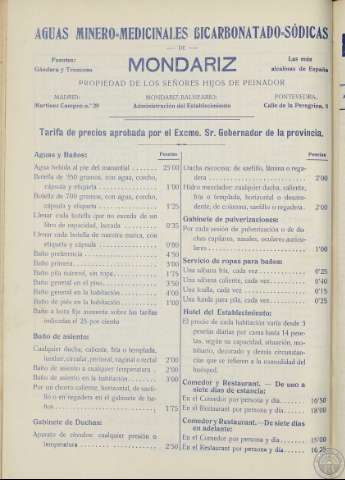 AGUAS MINERO-MEDICINALES BICARBONATADO-SÓDICAS
— DE —
Fuentes:
Gándara y Troncoso
MONDARIZ
Las más
alcalinas de España
PROPIEDAD DE LOS SEÑORES HIJOS DE PEINADOR
MADRID:
Martínez Campos n.º 39
MONDARIZ-BALNEARIO:
Administración del Establecimiento
PONTEVEDRA:
Calle de la Peregrina, 5
Tarifa de precios aprobada por el Excmo. Sr. Gobernador de la provincia.
Aguas y Baños: Pesetas
Agua bebida al pie del manantial 25'00
Botella de 950 gramos, con agua, corcho,
cápsula y etiqueta 1'00
Botella de 700 gramos, con agua, corcho,
cápsula y etiqueta 1'25
Llenar cada botella que no exceda de un
litro de capacidad, lacrada 0'35
Llenar cada botella de nuestra marca, con
etiqueta y cápsula 0'80
Baño preferencia 4'50
Baño primera 3'00
Baño pila mármol, sin ropa 1'75
Baño general en el piso 3'50
Baño general en la habitación 4'00
Baño de pies en la habitación 1'00
Baño a hora fija aumento sobre las tarifas
indicadas el 25 por ciento
Baño de asiento:
Cualquier ducha, caliente, fría o templada,
lumbar, circular, perineal, vaginal o rectal 2'00
Baño de asiento a cualquier temperatura 2'00
Baño de asiento en la habitación 3'00
Por un chorro caliente, horizontal, de surti-
dor o en regadera en el gabinete de ba-
ños 1'75
Gabinete de Duchas:
Aparato de círculos: cualquier presión o
temperatura 2'50
Pesetas
Ducha escocesa: de surtidor, lámina o rega-
dera 2'00
Hidro mezclador: cualquier ducha, caliente,
fría o templada, horizontal o descen-
dente, de columna, surtidor o regadera 2'00
Gabinete de pulverizaciones:
Por cada sesión de pulverización o de du-
chas capilares, nasales, oculares auricu-
lares 1'00
Servicio de ropas para baños:
Una sábana fría, cada vez 0'25
Una sábana caliente, cada vez 0'40
Una toalla, cada vez 0'15
Una funda para pila, cada vez 0'25
Hotel del Establecimiento:
El precio de cada habitación varía desde 3
pesetas diarias por cama hasta 14 pese-
tas, según su capacidad, situación, mo-
biliario, decorado y demás circunstan-
cias que se refieren a la comodidad del
huésped.
Comedor y Restaurant. — De uno a
siete días de estancia:
En el Comedor por persona y día 16'50
En el Restaurant por persona y día 18'00
Comedor y Restaurant. — De siete días
en adelante:
En el Comedor por persona y día 15'00
En el Restaurant por persona y día 16'25